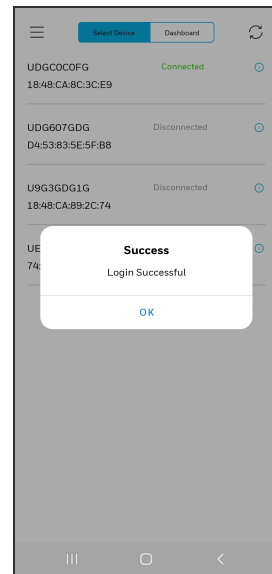 Select Device Dashboard
UDGC0C0FG Connected
18:48:CA:8C:3C:E9
UDG607GDG Disconnected
D4:53:83:5E:5F:B8
U9G3GDG1G Disconnected
18:48:CA:89:2C:74
UE
74:
Success
Login Successful
OK